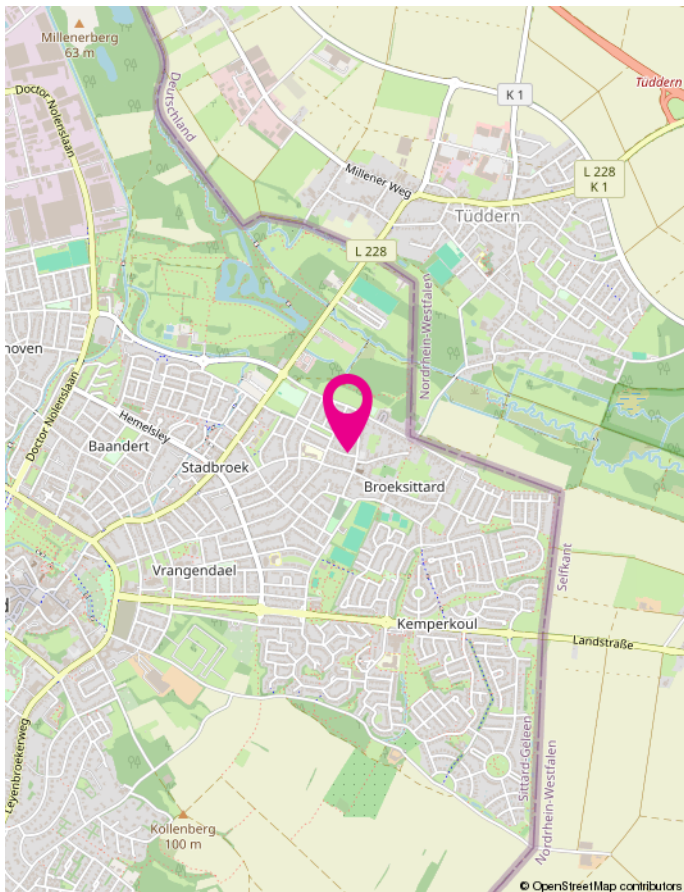 Millenerberg
63 m
Doctor Nolenslaan
Deutschland
K 1
Tüddern
L 228
K 1
Millener Weg
Tüddern
L 228
Nordrhein-Westfalen
hoven
Doctor Nolenslaan
Hemelsley
Baandert
Stadbroek
Broeksittard
Selfkant
Vrangendael
d
Kemperkoul
Landstraße
Leyenbroekerweg
Sittard-Geleen
Nordrhein-Westfalen
Kollenberg
100 m
© OpenStreetMap contributors